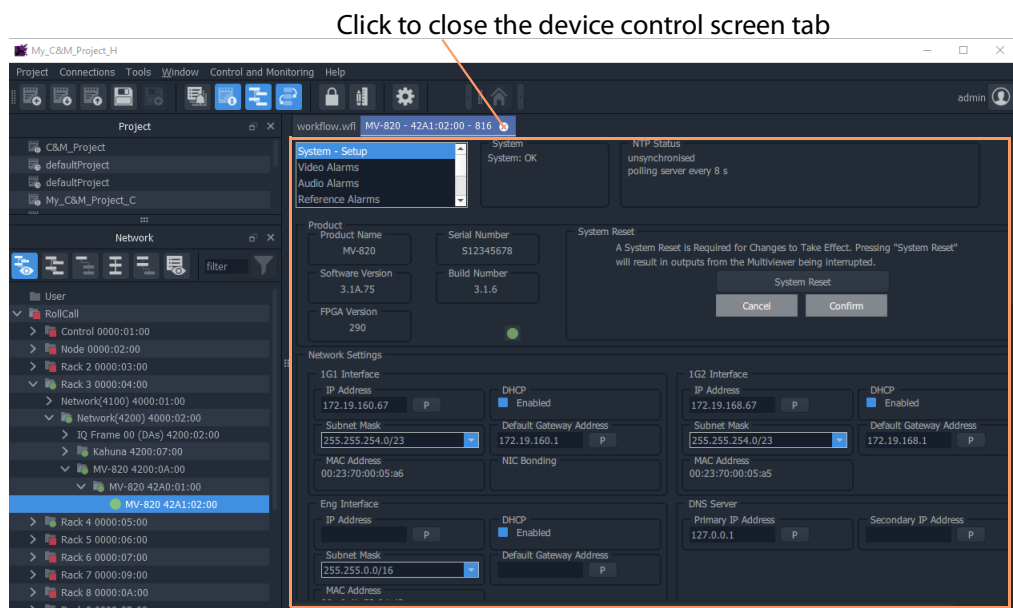 Click to close the device control screen tab
My_C&M_Project_H
Project Connections Tools Window Control and Monitoring Help
admin
Project
workflow.wfl MV-820 - 42A1:02:00 - 816
C&M_Project
defaultProject
defaultProject
My_C&M_Project_C
Network
filter
User
RollCall
Control 0000:01:00
Node 0000:02:00
Rack 2 0000:03:00
Rack 3 0000:04:00
Network(4100) 4000:01:00
Network(4200) 4000:02:00
IQ Frame 00 (DAs) 4200:02:00
Kahuna 4200:07:00
MV-820 4200:0A:00
MV-820 42A0:01:00
MV-820 42A1:02:00
Rack 4 0000:05:00
Rack 5 0000:06:00
Rack 6 0000:07:00
Rack 7 0000:09:00
Rack 8 0000:0A:00
System - Setup
Video Alarms
Audio Alarms
Reference Alarms
System
System: OK
NTP Status
unsynchronised
polling server every 8 s
Product
Product Name
MV-820
Serial Number
S12345678
Software Version
3.1A.75
Build Number
3.1.6
FPGA Version
290
System Reset
A System Reset is Required for Changes to Take Effect. Pressing "System Reset"
will result in outputs from the Multiviewer being interrupted.
System Reset
Cancel Confirm
Network Settings
1G1 Interface
IP Address
172.19.160.67 P
DHCP
Enabled
Subnet Mask
255.255.254.0/23
Default Gateway Address
172.19.160.1 P
MAC Address
00:23:70:00:05:a6
NIC Bonding
1G2 Interface
IP Address
172.19.168.67 P
DHCP
Enabled
Subnet Mask
255.255.254.0/23
Default Gateway Address
172.19.168.1 P
MAC Address
00:23:70:00:05:a5
Eng Interface
IP Address
P
DHCP
Enabled
Subnet Mask
255.255.0.0/16
Default Gateway Address
P
MAC Address
DNS Server
Primary IP Address
127.0.0.1 P
Secondary IP Address
P